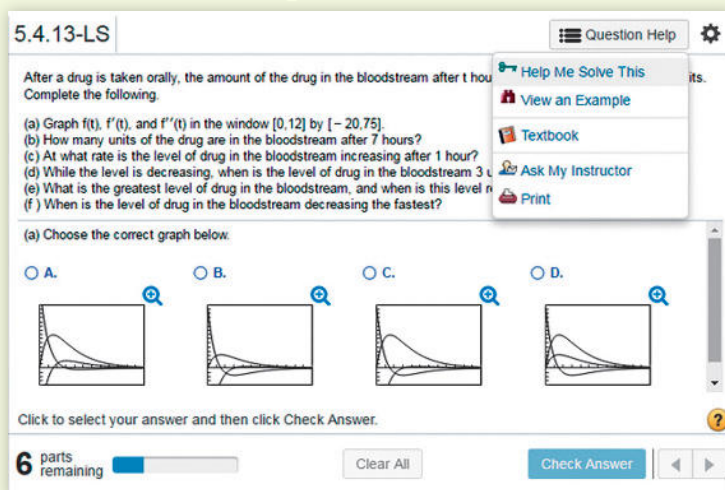 5.4.13-LS
Question Help
After a drug is taken orally, the amount of the drug in the bloodstream after t hou
its.
Complete the following.
Help Me Solve This
View an Example
Textbook
Ask My Instructor
Print
(a) Graph f(t), f′(t), and f′′(t) in the window [0,12] by [− 20,75].
(b) How many units of the drug are in the bloodstream after 7 hours?
(c) At what rate is the level of drug in the bloodstream increasing after 1 hour?
(d) While the level is decreasing, when is the level of drug in the bloodstream 3 u
(e) What is the greatest level of drug in the bloodstream, and when is this level r
(f ) When is the level of drug in the bloodstream decreasing the fastest?
(a) Choose the correct graph below.
A.
B.
C.
D.
Click to select your answer and then click Check Answer.
?
6 parts
remaining
Clear All
Check Answer